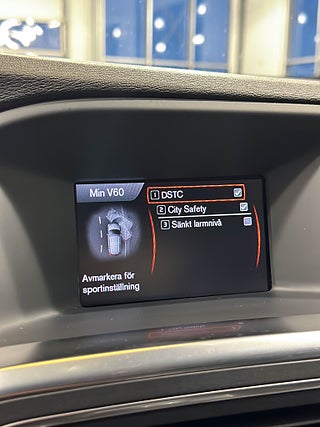 Min V60
1 DSTC
2 City Safety
3 Sänkt larmnivå
Avmarkera för
sportinställning